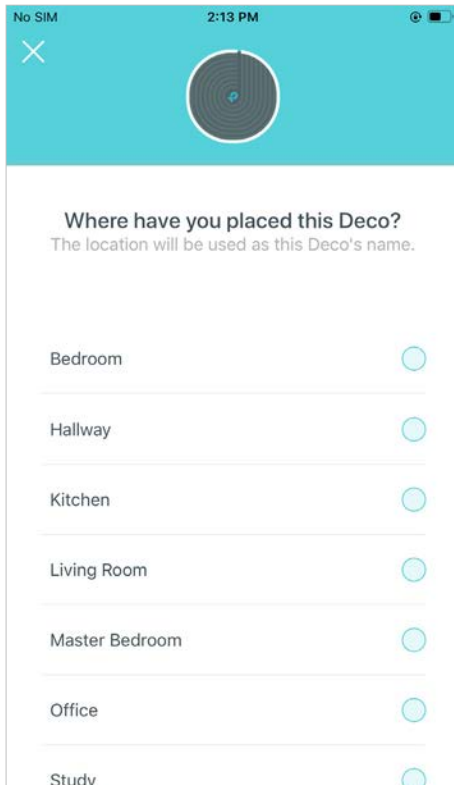 No SIM 2:13 PM
Where have you placed this Deco?
The location will be used as this Deco's name.
Bedroom
Hallway
Kitchen
Living Room
Master Bedroom
Office
Study